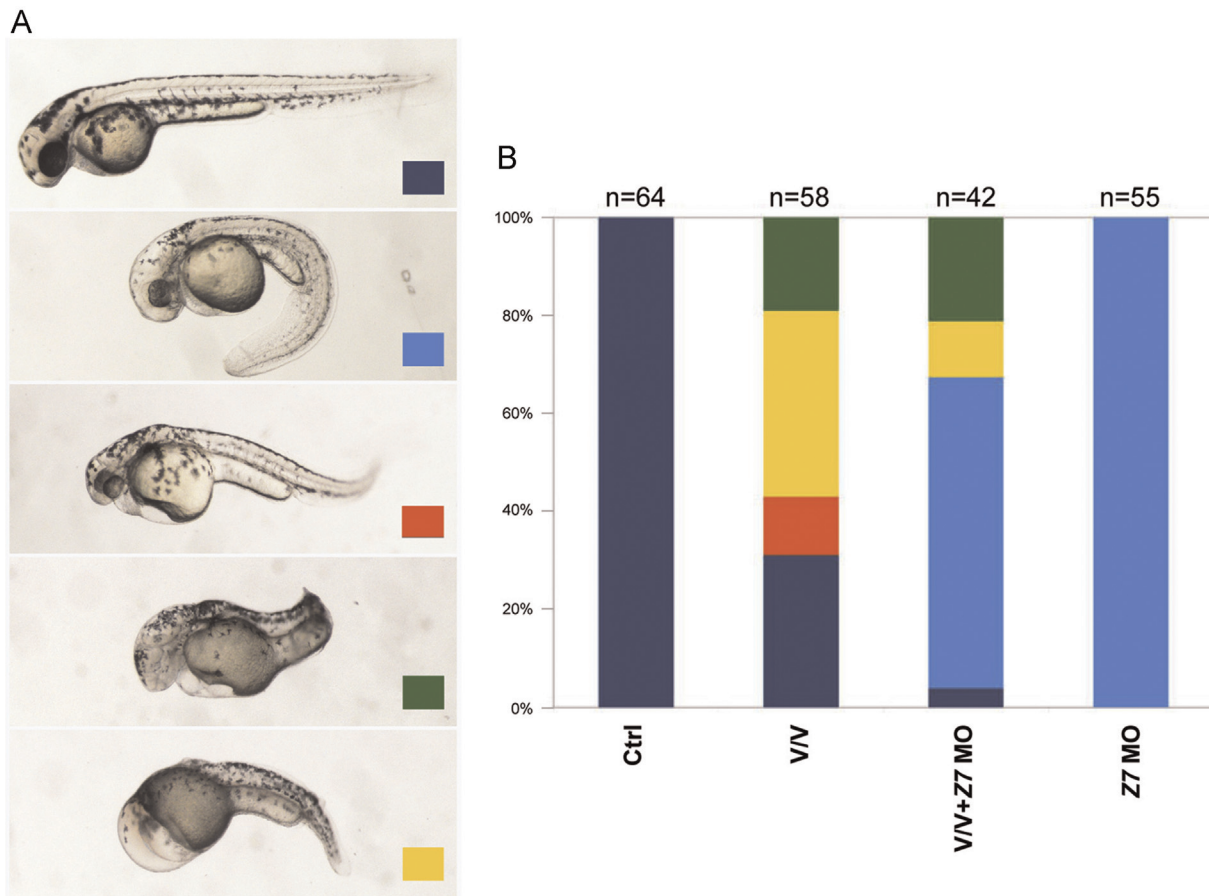 A
B
n=64
n=58
n=42
n=55
100%
80%
60%
40%
20%
0%
Ctrl
V/V
V/V+Z7 MO
Z7 MO